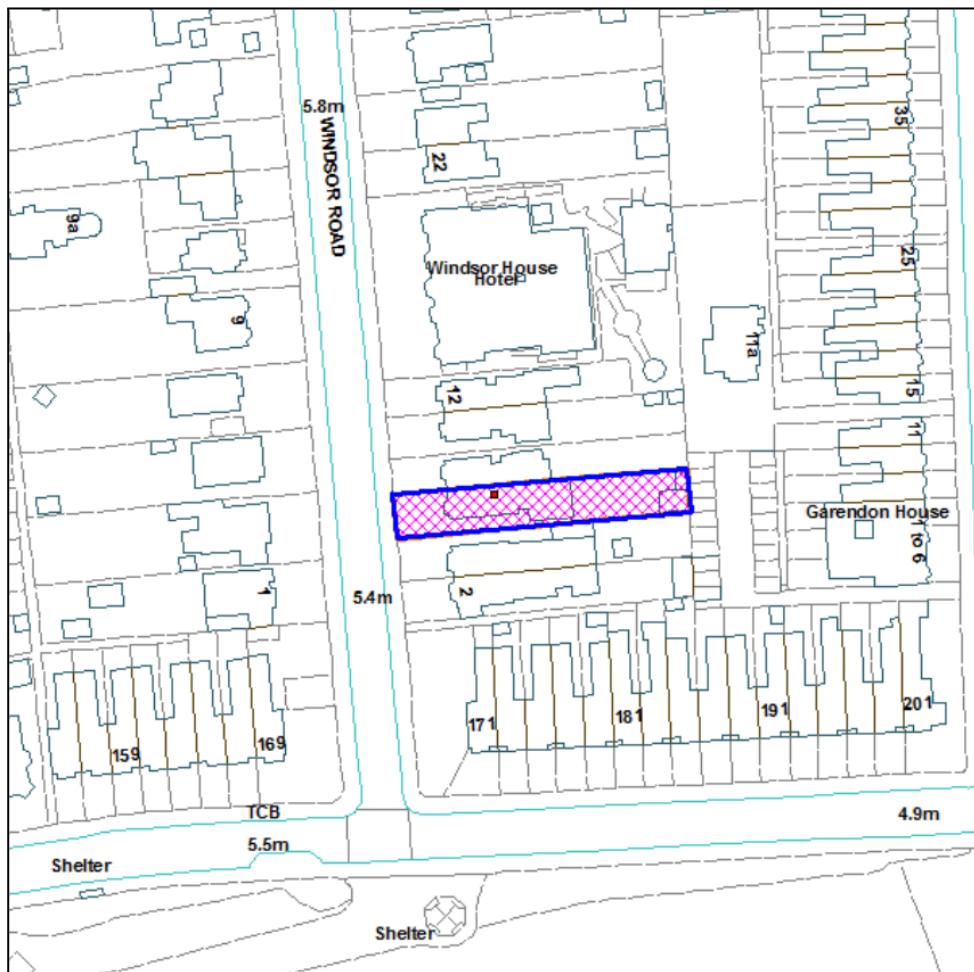 5.8m
WINDSOR ROAD
35
22
9a
25
Windsor House
Hotel
9
11a
12
15
11
Garendon House
1 to 6
5.4m
2
1
171
181
191
201
159
169
TCB
5.5m
4.9m
Shelter
Shelter